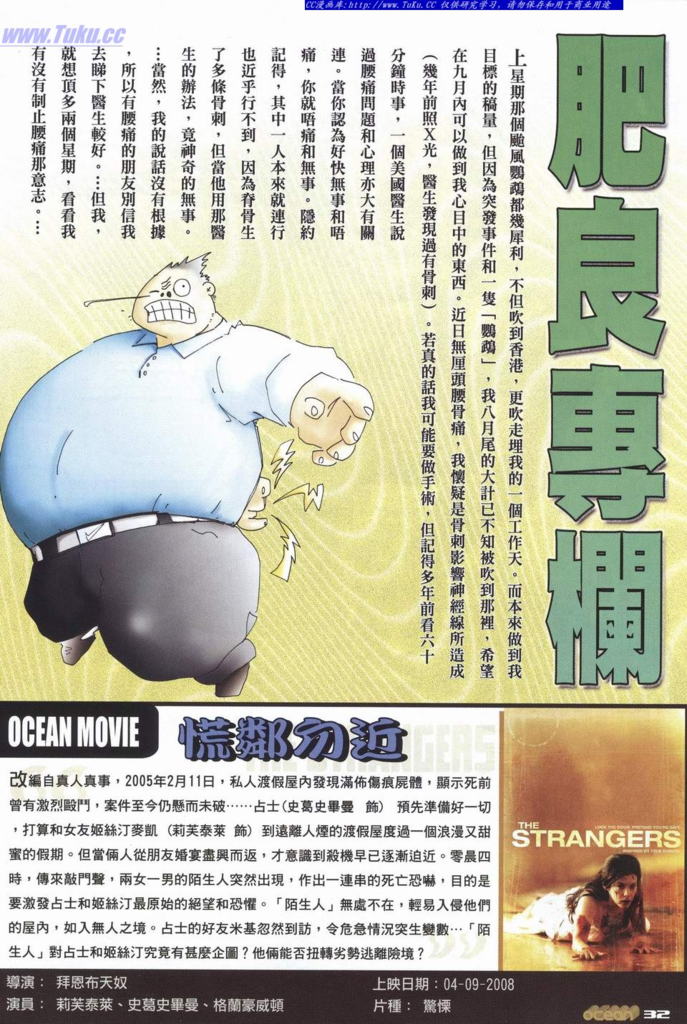 CC漫画库:http://www.TuKu.CC 仅供研究学习,请勿保存和用于商业用途
www.Tuku.cc
肥良專欄
上星期那個颱風鸚鵡都幾犀利,不但吹到香港,更吹走埋我的一個工作天。而本來做到我
目標的稿量,但因為突發事件和一隻「鸚鵡」,我八月尾的大計已不知被吹到那裡,希望
在九月內可以做到我心目中的東西。近日無厘頭腰骨痛,我懷疑是骨刺影響神經線所造成
(幾年前照X光,醫生發現過有骨刺)。若真的話我可能要做手術,但記得多年前看六十
分鐘時事,一個美國醫生說
過腰痛問題和心理亦大有關
連。當你認為好快無事和唔
痛,你就唔痛和無事。隱約
記得,其中一人本來就連行
也近乎行不到,因為脊骨生
了多條骨刺,但當他用那醫
生的辦法,竟神奇的無事。
…當然,我的說話沒有根據
,所以有腰痛的朋友別信我
去睇下醫生較好。…但我,
就想頂多兩個星期,看看我
有沒有制止腰痛那意志。…
OCEAN MOVIE
慌鄰勿近
THE STRANGERS
改編自真人真事,2005年2月11日,私人渡假屋內發現滿佈傷痕屍體,顯示死前
曾有激烈毆鬥,案件至今仍懸而未破……占士(史葛史畢曼 飾) 預先準備好一切
,打算和女友姬絲汀麥凱 (莉芙泰萊 飾) 到遠離人煙的渡假屋度過一個浪漫又甜
蜜的假期。但當倆人從朋友婚宴盡興而返,才意識到殺機早已逐漸迫近。零晨四
時,傳來敲門聲,兩女一男的陌生人突然出現,作出一連串的死亡恐嚇,目的是
要激發占士和姬絲汀最原始的絕望和恐懼。「陌生人」無處不在,輕易入侵他們
的屋內,如入無人之境。占士的好友米基忽然到訪,令危急情況突生變數…「陌
生人」對占士和姬絲汀究竟有甚麼企圖?他倆能否扭轉劣勢逃離險境?
THE
STRANGERS
導演: 拜恩布天奴
上映日期:04-09-2008
演員: 莉芙泰萊、史葛史畢曼、格蘭豪威頓
片種: 驚慄
ocean 32